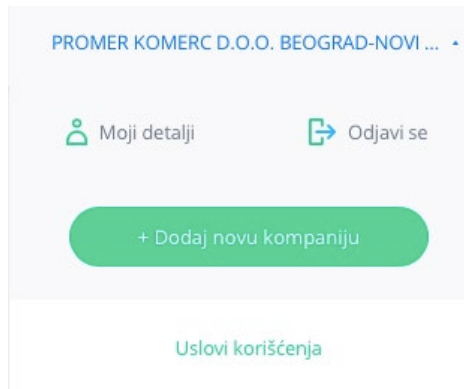 PROMER KOMERC D.O.O. BEOGRAD-NOVI ...
Moji detalji
Odjavi se
+ Dodaj novu kompaniju
Uslovi korišćenja